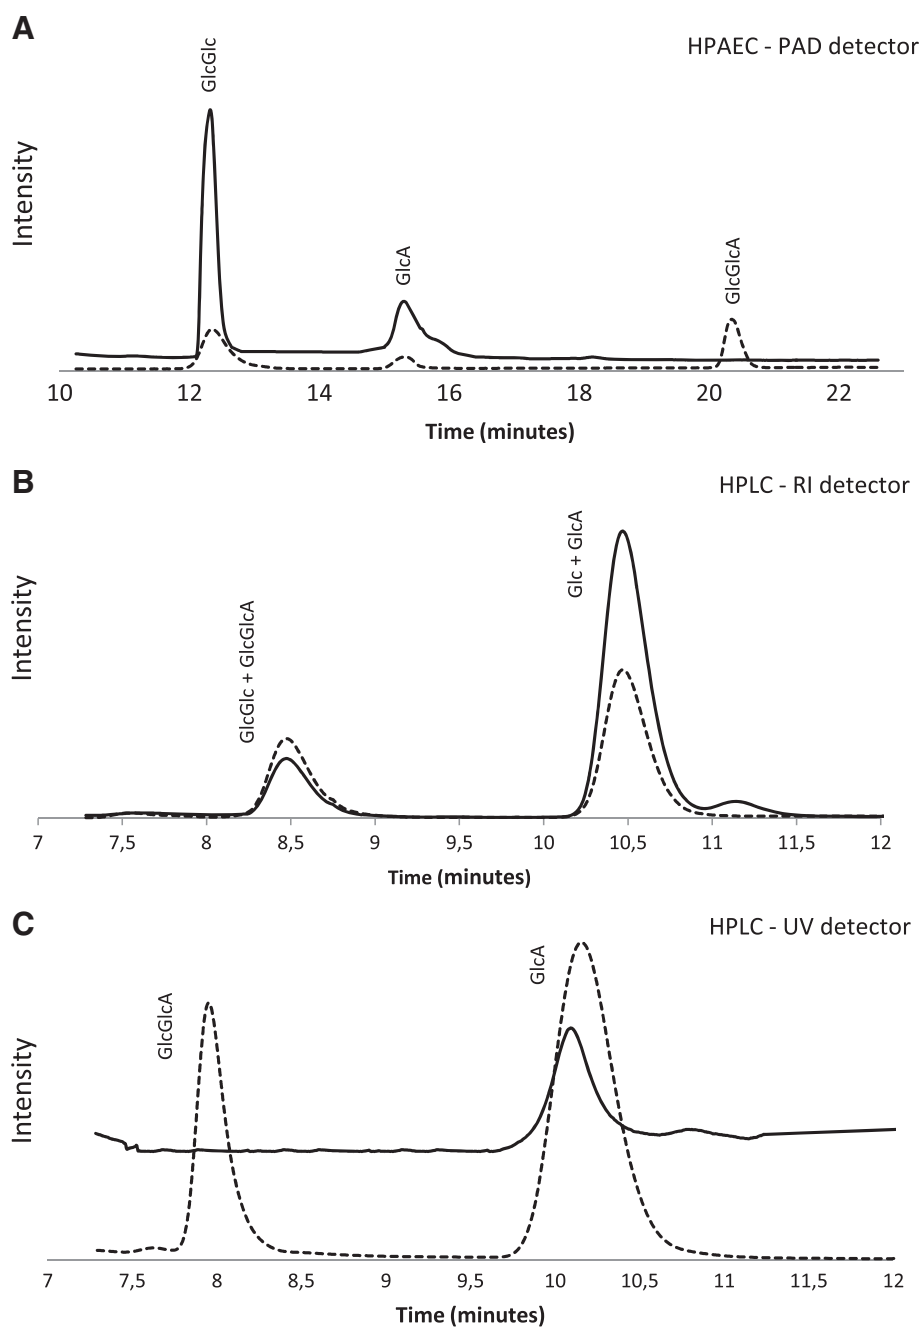 A
HPAEC - PAD detector
GlcGlc
GlcA
GlcGlcA
Intensity
10 12 14 16 18 20 22
Time (minutes)
B
HPLC - RI detector
GlcGlc + GlcGlcA
Glc + GlcA
Intensity
7 7,5 8 8,5 9 9,5 10 10,5 11 11,5 12
Time (minutes)
C
HPLC - UV detector
GlcGlcA
GlcA
Intensity
7 7,5 8 8,5 9 9,5 10 10,5 11 11,5 12
Time (minutes)